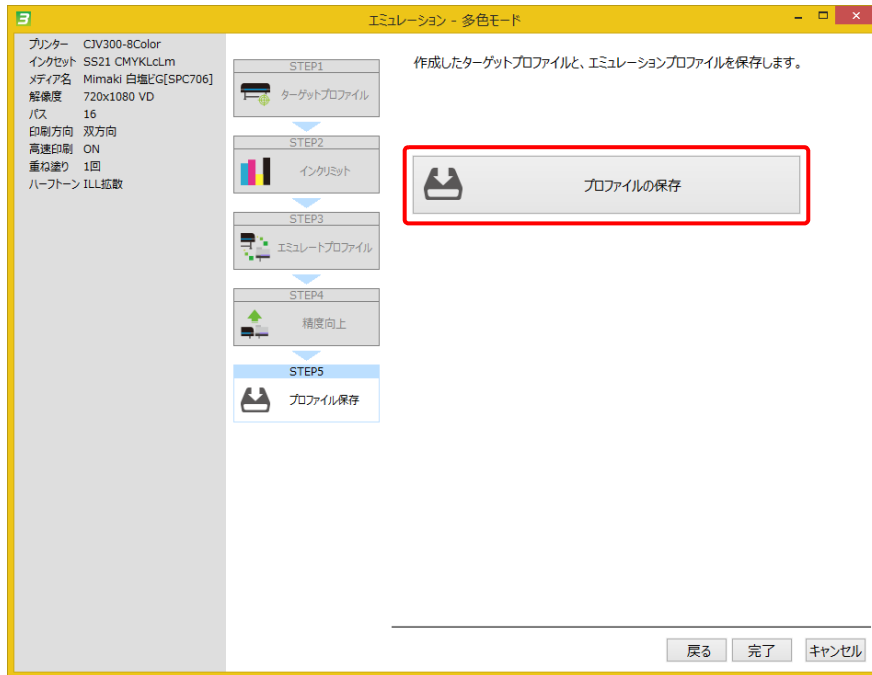 エミュレーション - 多色モード
プリンター CJV300-8Color
インクセット SS21 CMYKLcLm
メディア名 Mimaki 白塩ビG[SPC706]
解像度 720x1080 VD
パス 16
印刷方向 双方向
高速印刷 ON
重ね塗り 1回
ハーフトーン ILL拡散
STEP1
ターゲットプロファイル
STEP2
インクリミット
STEP3
エミュレートプロファイル
STEP4
精度向上
STEP5
プロファイル保存
作成したターゲットプロファイルと、エミュレーションプロファイルを保存します。
プロファイルの保存
戻る 完了 キャンセル